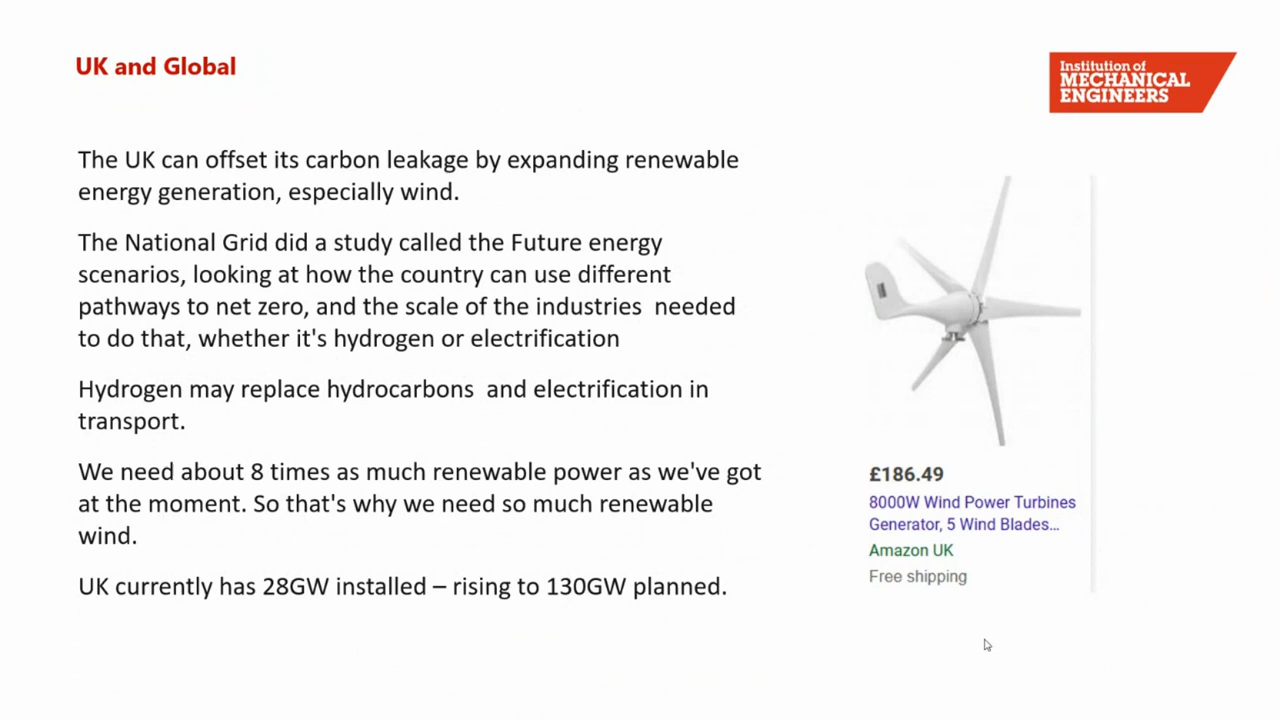 UK and Global
Institution of
MECHANICAL
ENGINEERS
The UK can offset its carbon leakage by expanding renewable
energy generation, especially wind.
The National Grid did a study called the Future energy
scenarios, looking at how the country can use different
pathways to net zero, and the scale of the industries  needed
to do that, whether it's hydrogen or electrification
Hydrogen may replace hydrocarbons  and electrification in
transport.
We need about 8 times as much renewable power as we've got
at the moment. So that's why we need so much renewable
wind.
UK currently has 28GW installed – rising to 130GW planned.
£186.49
8000W Wind Power Turbines
Generator, 5 Wind Blades...
Amazon UK
Free shipping